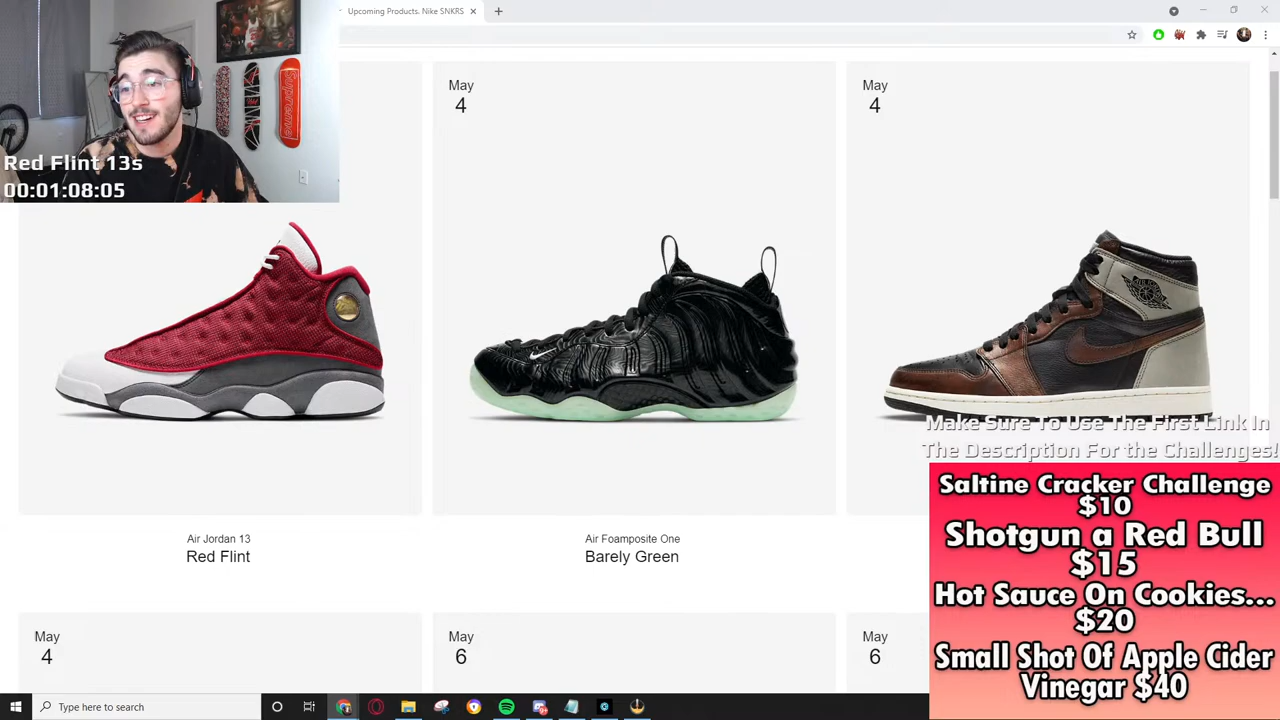 Upcoming Products. Nike SNKRS
Red Flint 13s
00:01:08:05
Supreme
May
4
May
4
Air Jordan 13
Red Flint
Air Foamposite One
Barely Green
Make Sure To Use The First Link In
The Description For the Challenges!
Saltine Cracker Challenge
$10
Shotgun a Red Bull
$15
Hot Sauce On Cookies...
$20
Small Shot Of Apple Cider
Vinegar $40
May
4
May
6
May
6
Type here to search